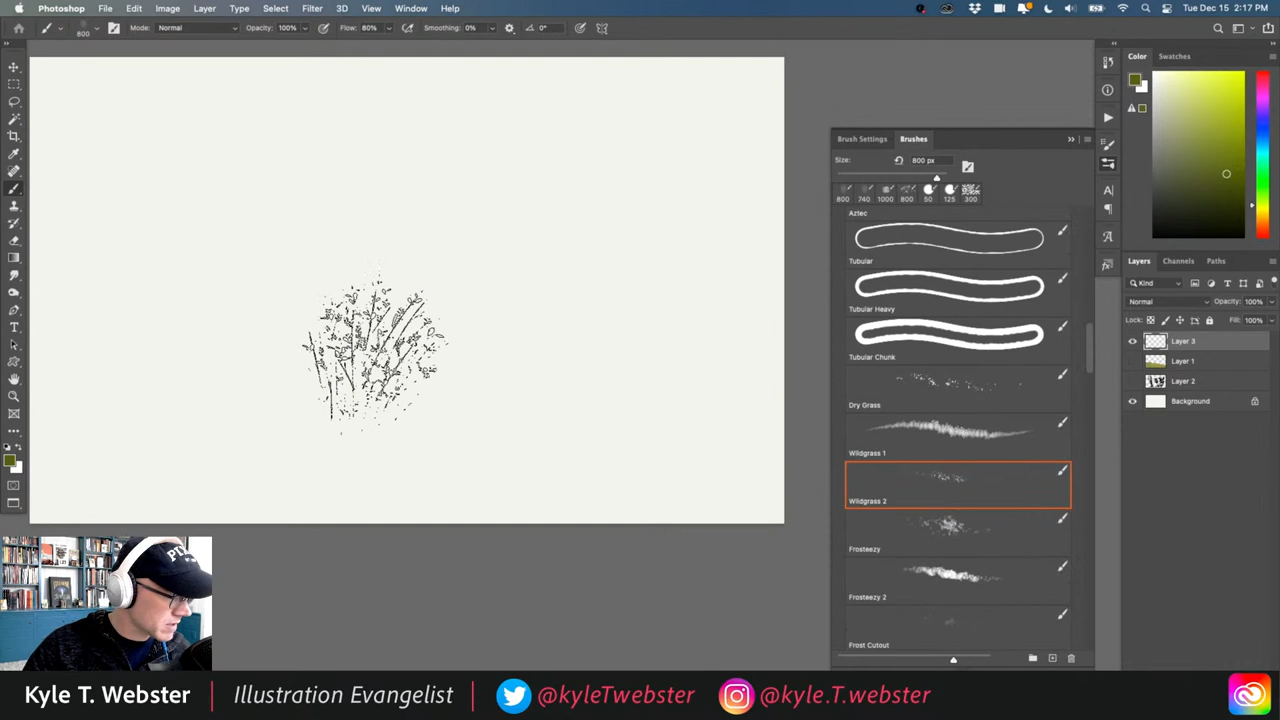 Photoshop File Edit Image Layer Type Select Filter 3D View Window Help
Tue Dec 15 2:17 PM
800 Mode: Normal Opacity: 100% Flow: 80% Smoothing: 0% 0°
Color Swatches
Brush Settings Brushes
Size: 800 px
800 740 1000 800 50 125 300
Aztec
Tubular
Tubular Heavy
Tubular Chunk
Dry Grass
Wildgrass 1
Wildgrass 2
Frosteezy
Frosteezy 2
Frost Cutout
Layers Channels Paths
Kind
Normal Opacity: 100%
Lock: Fill: 100%
Layer 3
Layer 1
Layer 2
Background
Kyle T. Webster | Illustration Evangelist @kyleTwebster | @kyle.T.webster